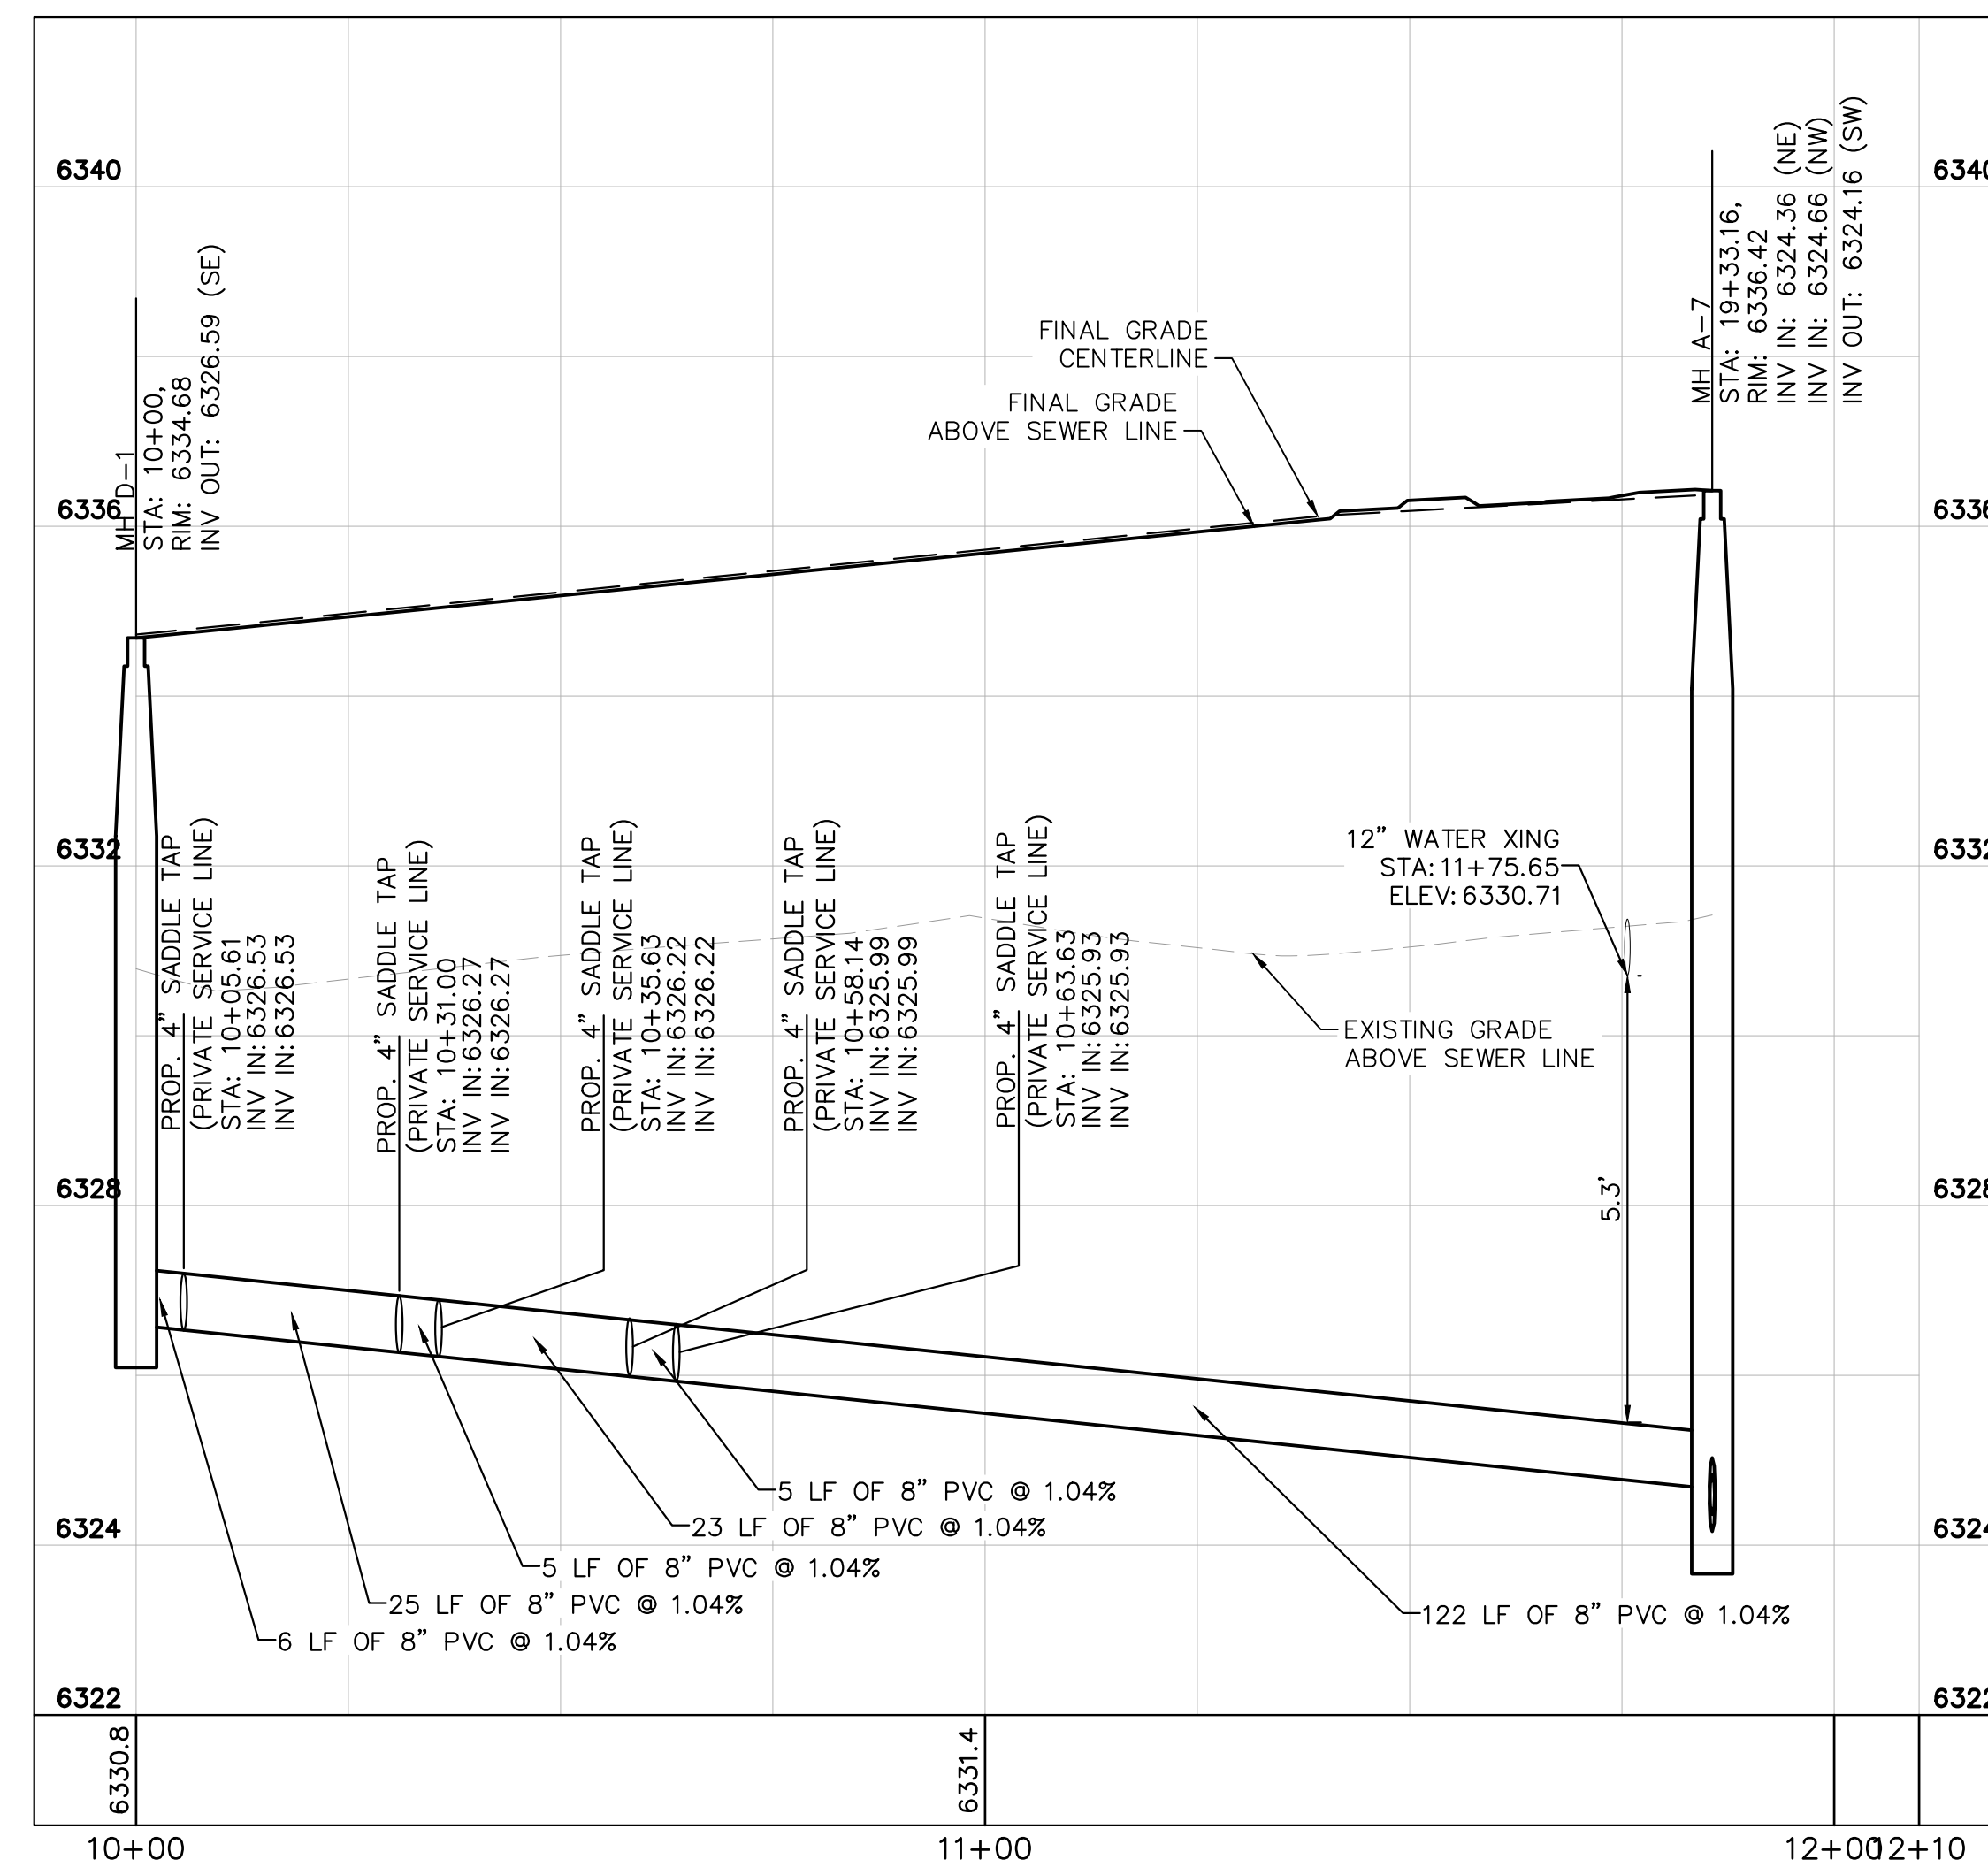 6340
6336
6332
6328
6324
6322
MH D-1
STA: 10+00,
RIM: 6334.68
INV OUT: 6326.59 (SE)
FINAL GRADE
CENTERLINE
FINAL GRADE
ABOVE SEWER LINE
MH A-7
STA: 19+33.16,
RIM: 6336.42
INV IN: 6324.36 (NE)
INV IN: 6324.66 (NW)
INV OUT: 6324.16 (SW)
PROP. 4" SADDLE TAP
(PRIVATE SERVICE LINE)
STA: 10+05.61
INV IN:6326.53
INV IN:6326.53
PROP. 4" SADDLE TAP
(PRIVATE SERVICE LINE)
STA: 10+31.00
INV IN:6326.27
INV IN:6326.27
PROP. 4" SADDLE TAP
(PRIVATE SERVICE LINE)
STA: 10+35.63
INV IN:6326.22
INV IN:6326.22
PROP. 4" SADDLE TAP
(PRIVATE SERVICE LINE)
STA: 10+58.14
INV IN:6325.99
INV IN:6325.99
PROP. 4" SADDLE TAP
(PRIVATE SERVICE LINE)
STA: 10+63.63
INV IN:6325.93
INV IN:6325.93
12" WATER XING
STA:11+75.65
ELEV:6330.71
EXISTING GRADE
ABOVE SEWER LINE
5.3'
5 LF OF 8" PVC @ 1.04%
23 LF OF 8" PVC @ 1.04%
5 LF OF 8" PVC @ 1.04%
25 LF OF 8" PVC @ 1.04%
6 LF OF 8" PVC @ 1.04%
122 LF OF 8" PVC @ 1.04%
6340
6336
6332
6328
6324
6322
6330.8
6331.4
10+00
11+00
12+00
12+10